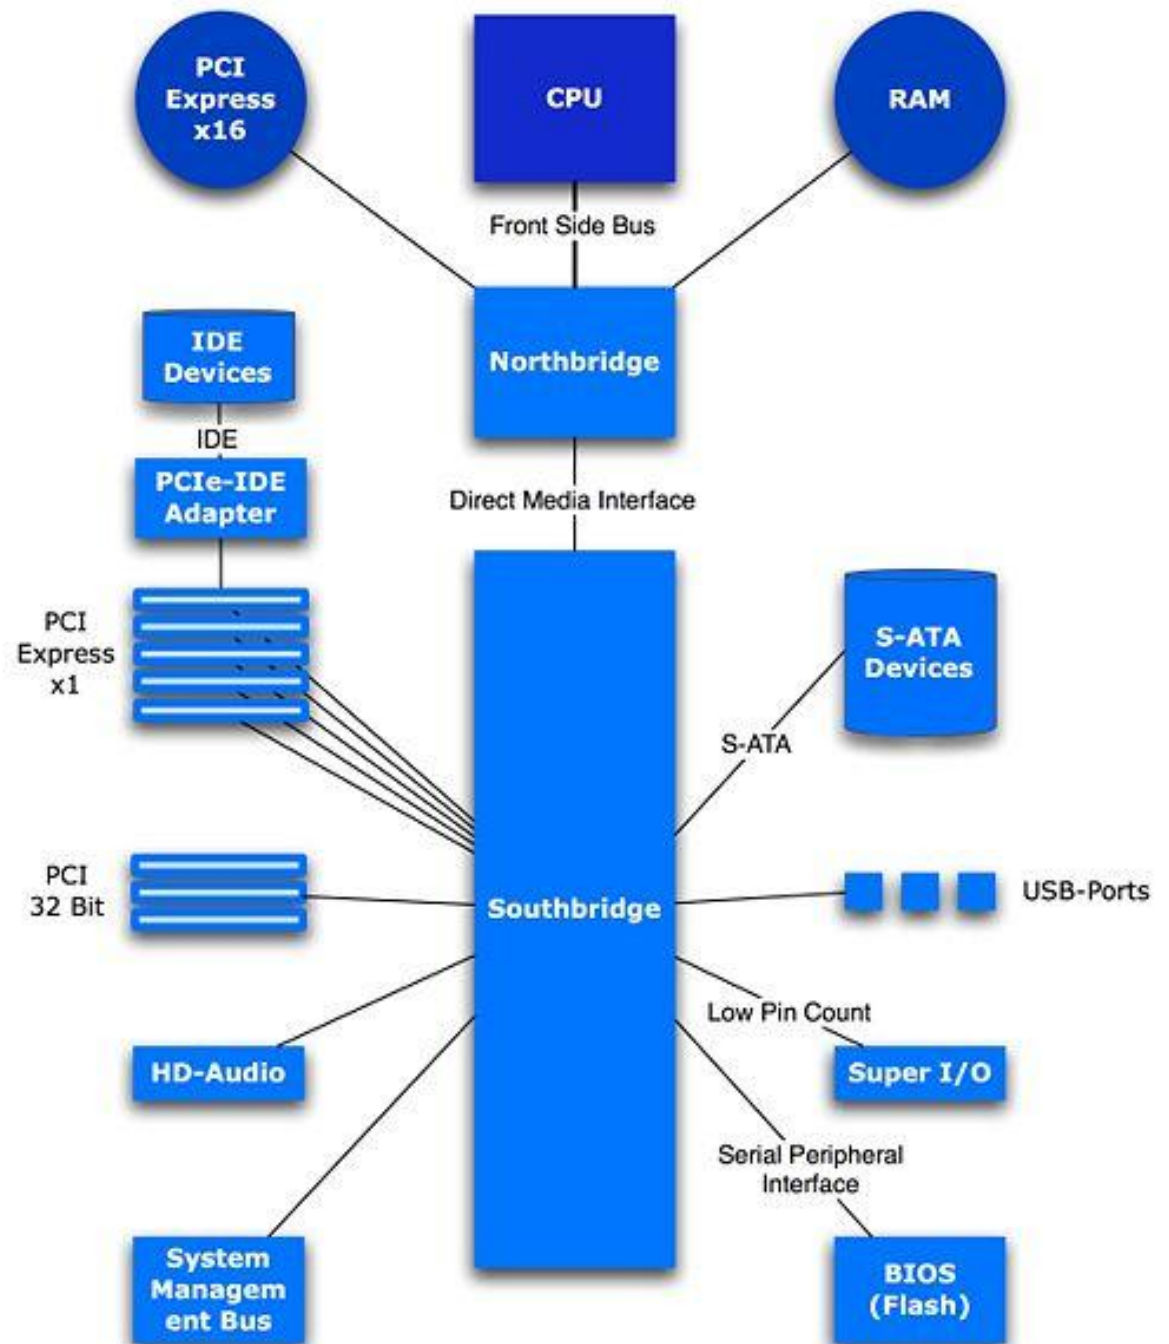 PCI
Express
x16
CPU
RAM
Front Side Bus
IDE
Devices
Northbridge
IDE
PCIe-IDE
Adapter
Direct Media Interface
PCI
Express
x1
S-ATA
Devices
S-ATA
PCI
32 Bit
Southbridge
USB-Ports
Low Pin Count
HD-Audio
Super I/O
Serial Peripheral
Interface
System
Managem
ent Bus
BIOS
(Flash)